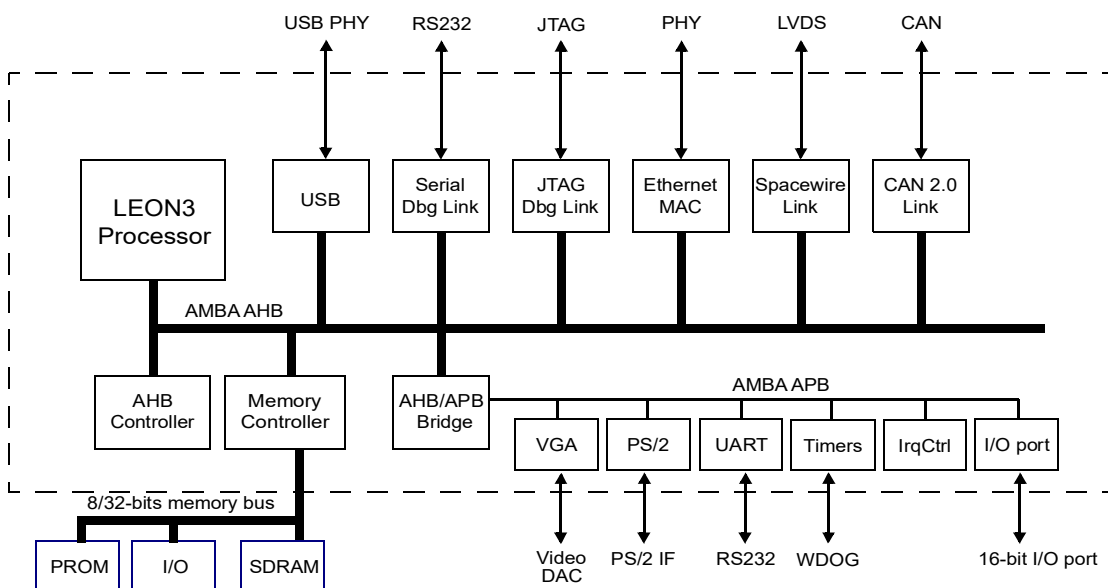 USB PHY RS232 JTAG PHY LVDS CAN
LEON3
Processor
USB
Serial
Dbg Link
JTAG
Dbg Link
Ethernet
MAC
Spacewire
Link
CAN 2.0
Link
AMBA AHB
AHB
Controller
Memory
Controller
AHB/APB
Bridge
AMBA APB
VGA PS/2 UART Timers IrqCtrl I/O port
8/32-bits memory bus
PROM I/O SDRAM
Video
DAC
PS/2 IF RS232 WDOG 16-bit I/O port